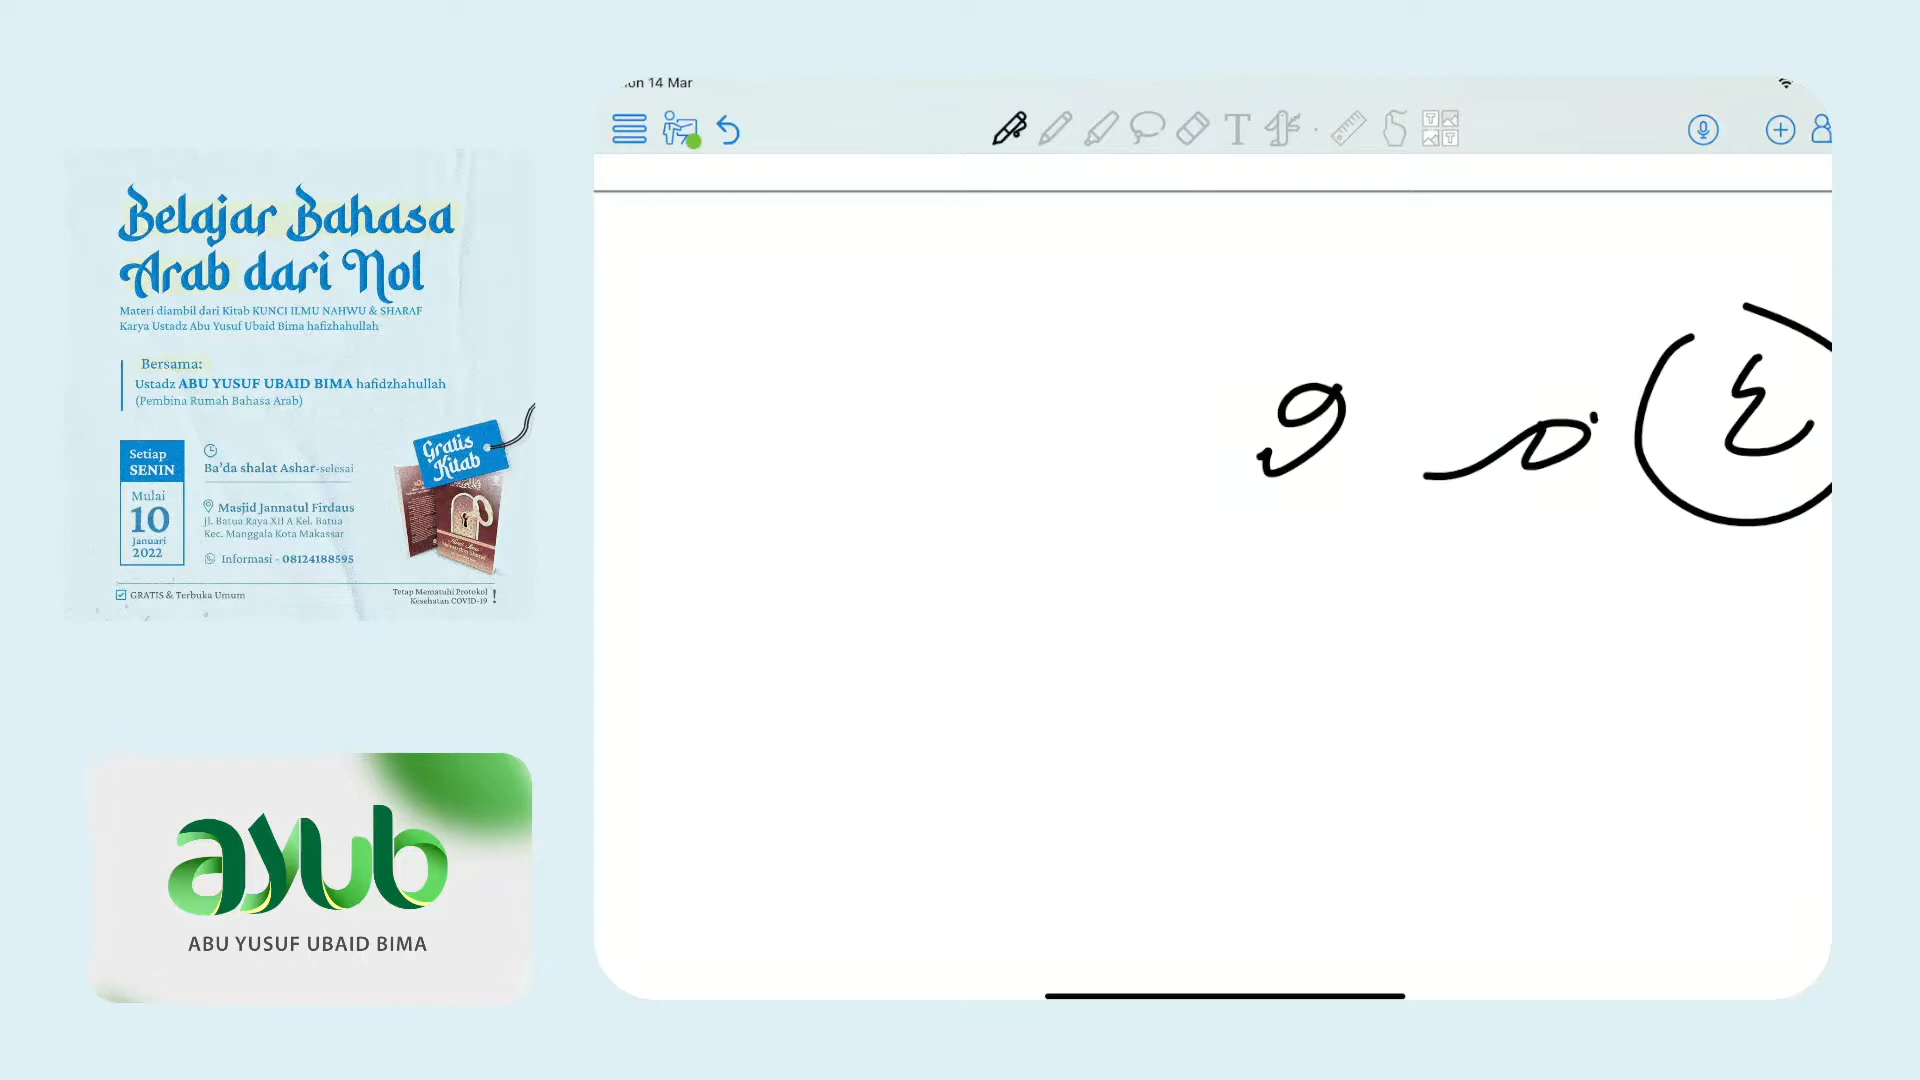 Belajar Bahasa
Arab dari Nol
Materi diambil dari Kitab KUNCI ILMU NAHWU & SHARAF
Karya Ustadz Abu Yusuf Ubaid Bima hafizhahullah
Bersama:
Ustadz ABU YUSUF UBAID BIMA hafidzhahullah
(Pembina Rumah Bahasa Arab)
Setiap
SENIN
Mulai
10
Januari
2022
Ba'da shalat Ashar-selesai
Masjid Jannatul Firdaus
Jl. Batua Raya XII A Kel. Batua
Kec. Manggala Kota Makassar
Informasi - 08124188595
Gratis
Kitab
GRATIS & Terbuka Umum
Tetap Mematuhi Protokol
Kesehatan COVID-19 !
ayub
ABU YUSUF UBAID BIMA
on 14 Mar
T